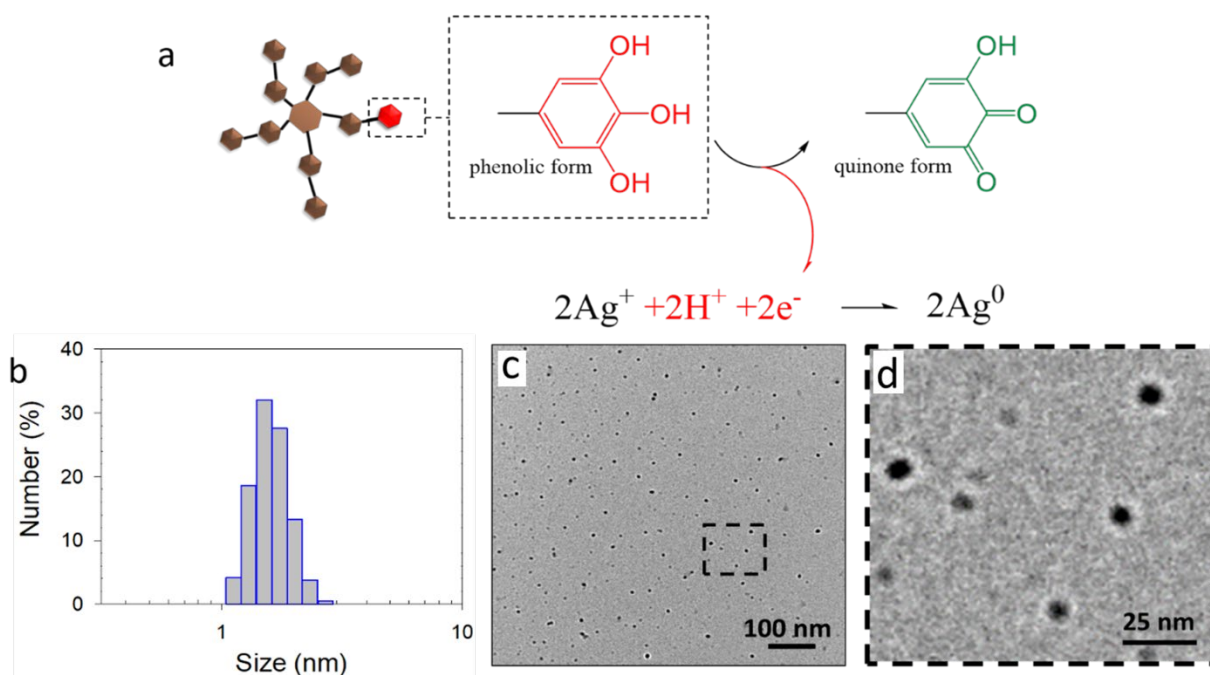 a
OH
OH
OH
phenolic form
OH
O
O
quinone form
2Ag⁺ +2H⁺ +2e⁻ → 2Ag⁰
b
40
30
20
10
0
Number (%)
1
10
Size (nm)
c
100 nm
d
25 nm